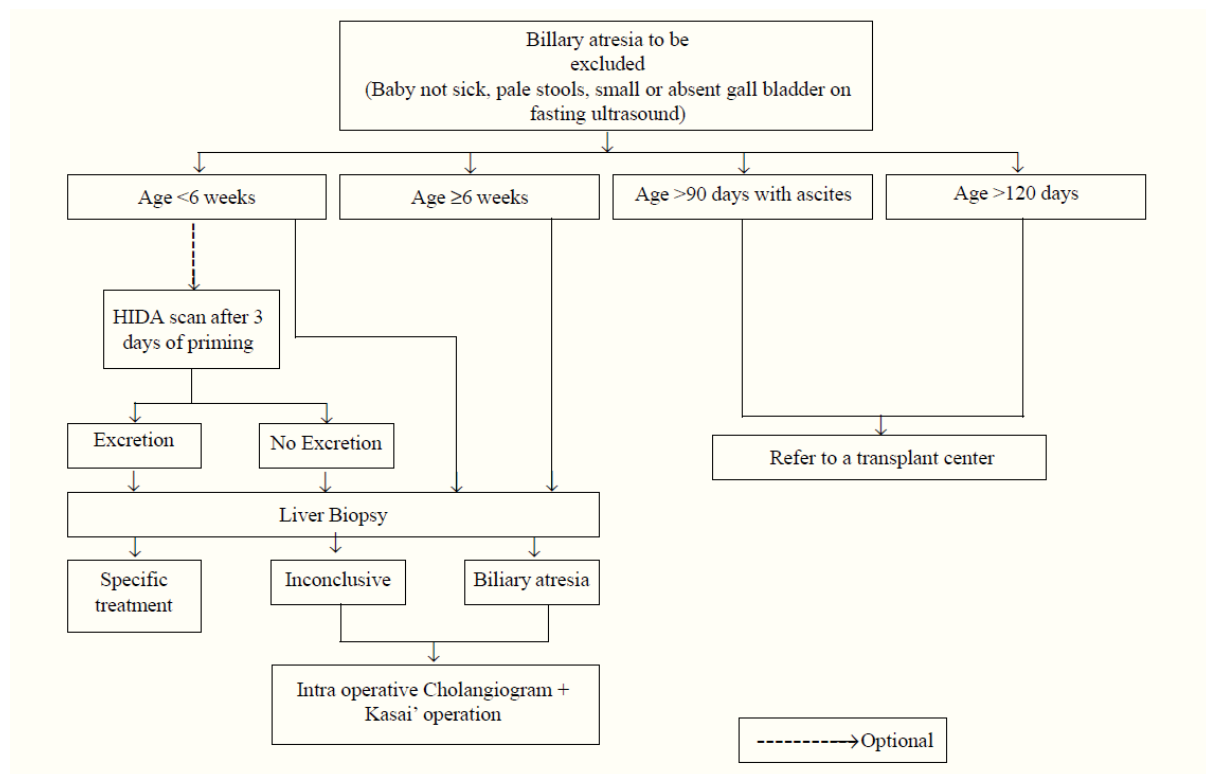 Billary atresia to be
excluded
(Baby not sick, pale stools, small or absent gall bladder on
fasting ultrasound)
Age <6 weeks
Age ≥6 weeks
Age >90 days with ascites
Age >120 days
HIDA scan after 3
days of priming
Excretion
No Excretion
Refer to a transplant center
Liver Biopsy
Specific
treatment
Inconclusive
Biliary atresia
Intra operative Cholangiogram +
Kasai’ operation
Optional